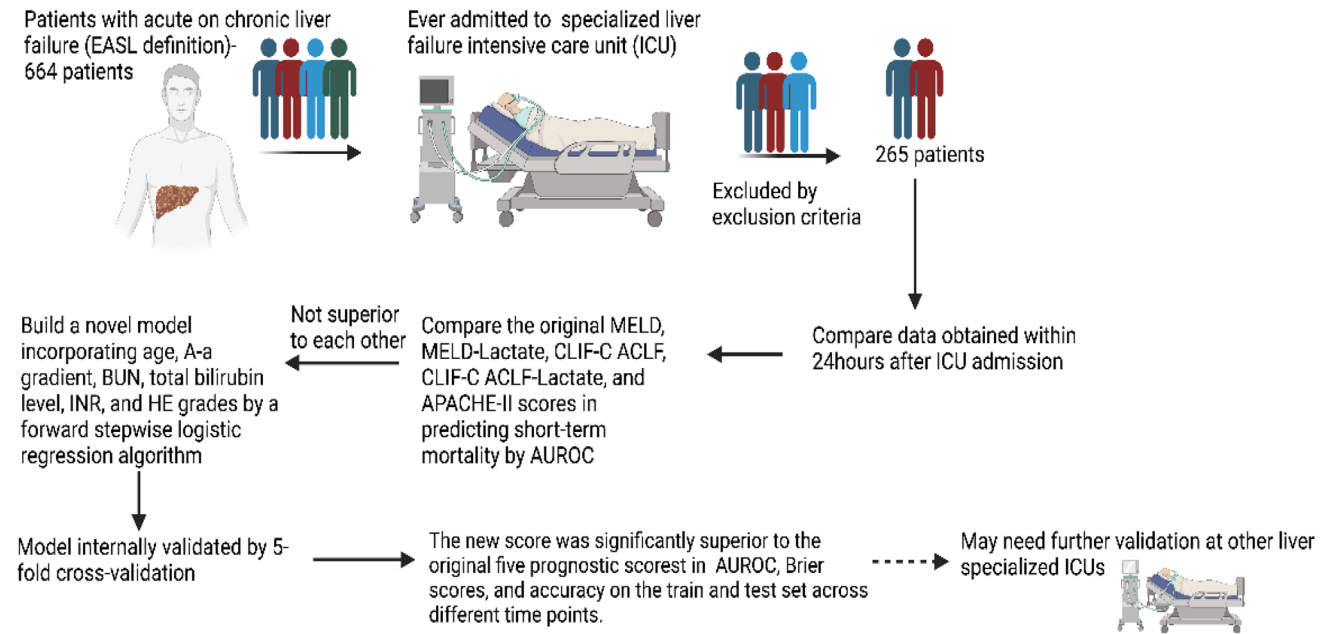 Patients with acute on chronic liver
failure (EASL definition)-
664 patients
Ever admitted to specialized liver
failure intensive care unit (ICU)
Excluded by
exclusion criteria
265 patients
Compare data obtained within
24hours after ICU admission
Compare the original MELD,
MELD-Lactate, CLIF-C ACLF,
CLIF-C ACLF-Lactate, and
APACHE-II scores in
predicting short-term
mortality by AUROC
Not superior
to each other
Build a novel model
incorporating age, A-a
gradient, BUN, total bilirubin
level, INR, and HE grades by a
forward stepwise logistic
regression algorithm
Model internally validated by 5-
fold cross-validation
The new score was significantly superior to the
original five prognostic scorest in AUROC, Brier
scores, and accuracy on the train and test set across
different time points.
May need further validation at other liver
specialized ICUs